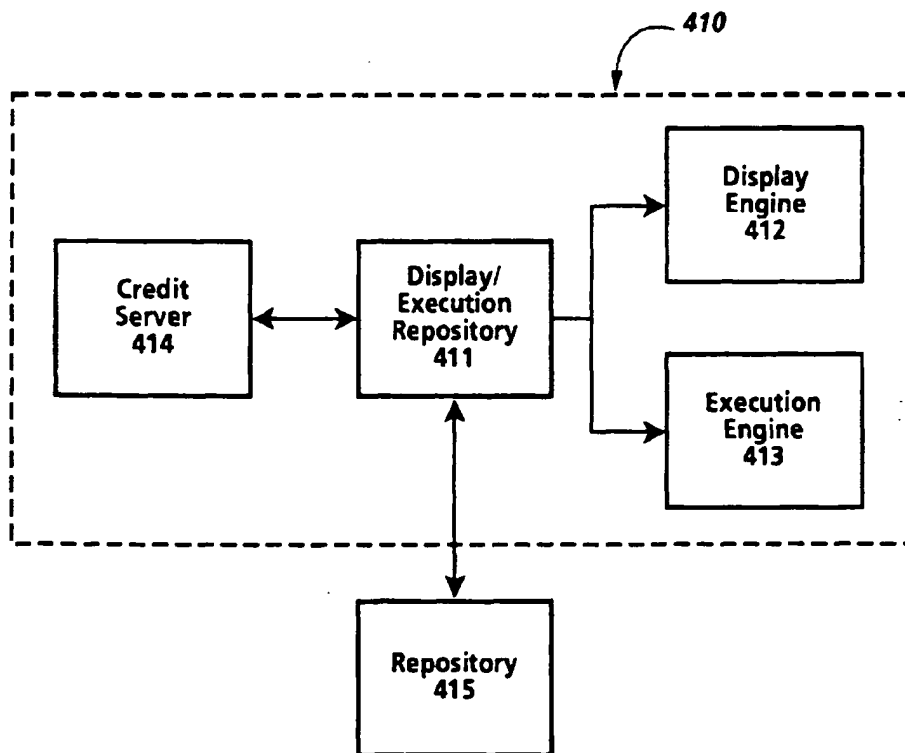 410
Display
Engine
412
Credit
Server
414
Display/
Execution
Repository
411
Execution
Engine
413
Repository
415